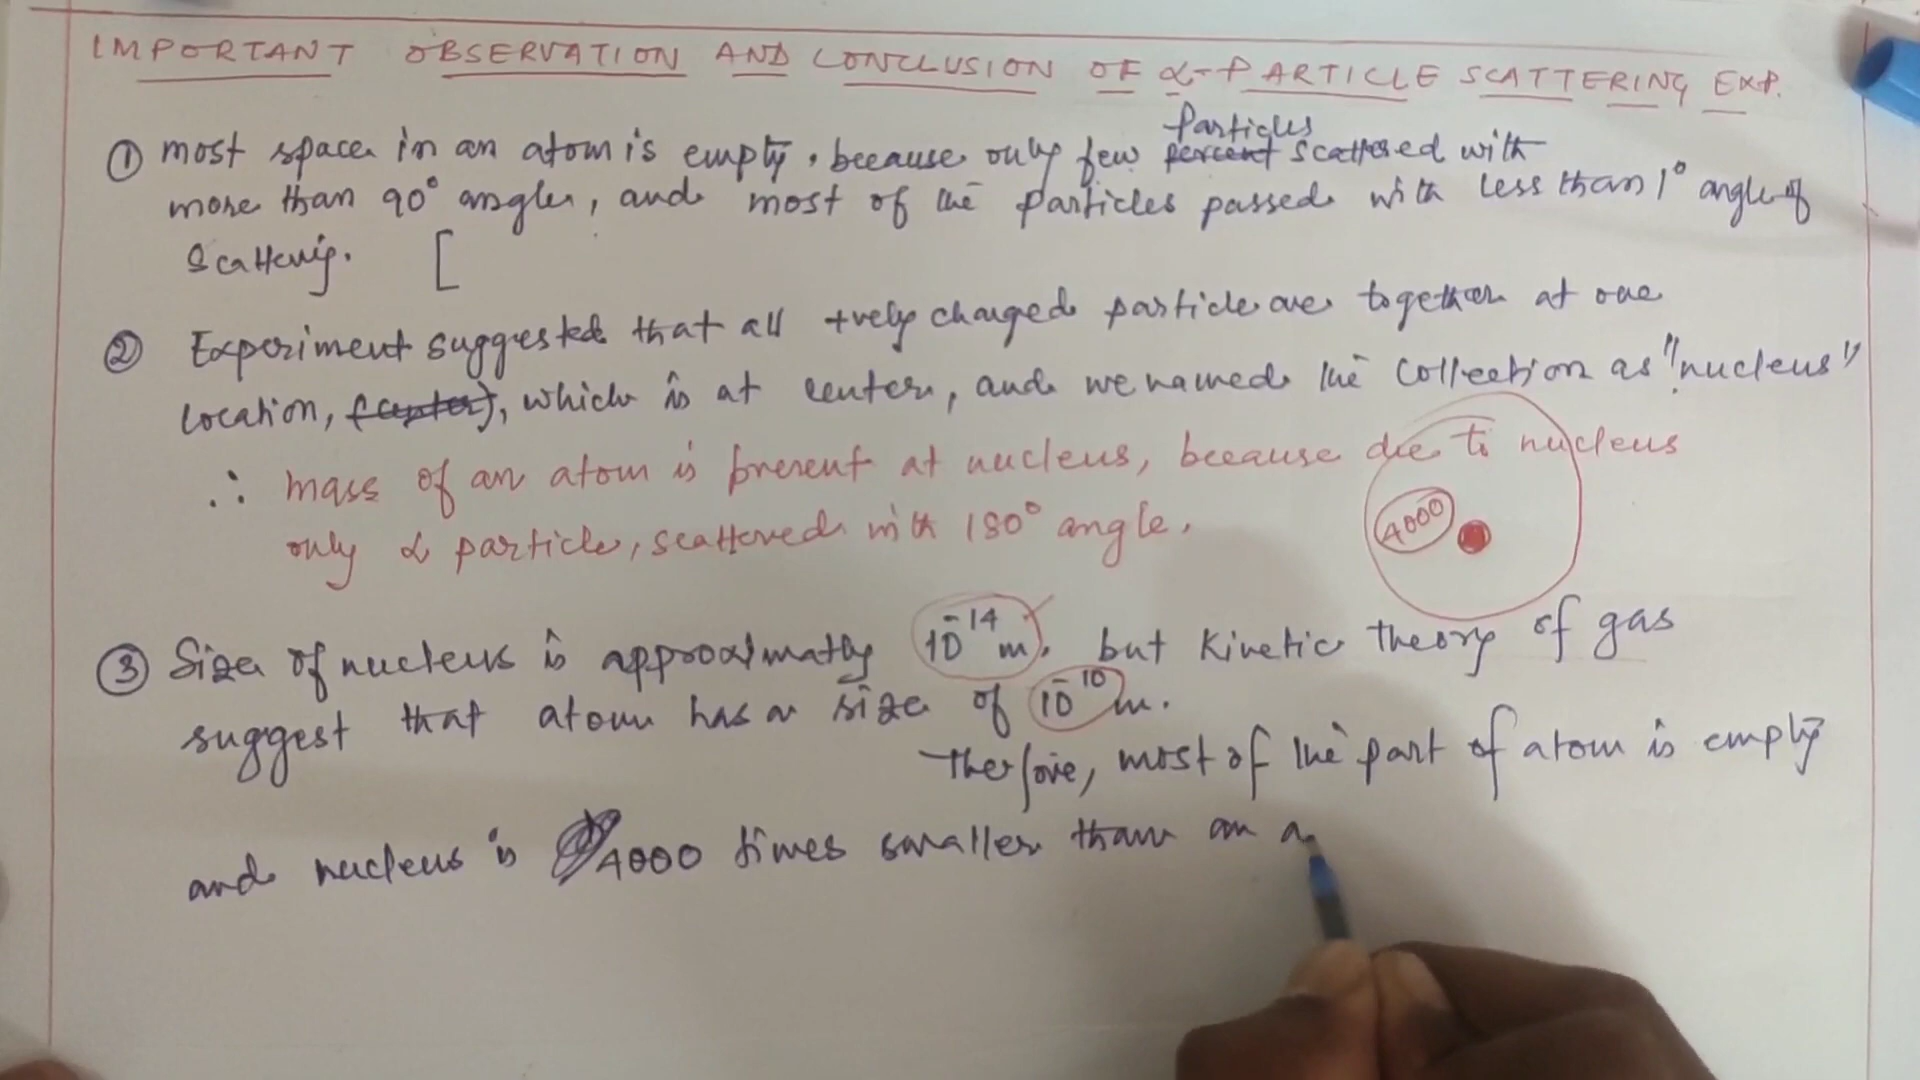 IMPORTANT OBSERVATION AND CONCLUSION OF α-PARTICLE SCATTERING EXP.
particles
① most space in an atom is empty, because only few percent scattered with
more than 90° angle, and most of the particles passed with less than 1° angle of
Scattering. [
② Experiment suggested that all +vely charged particle are together at one
location, (center), which is at center, and we named the collection as "nucleus"
∴ mass of an atom is present at nucleus, because due to nucleus
only α particle, scattered with 180° angle.
4000
③ Size of nucleus is approximatly 10^-14 m. but kinetic theory of gas
suggest that atom has a size of 10^-10 m.
Therfore, most of the part of atom is empty
and nucleus is 4000 times smaller than an a